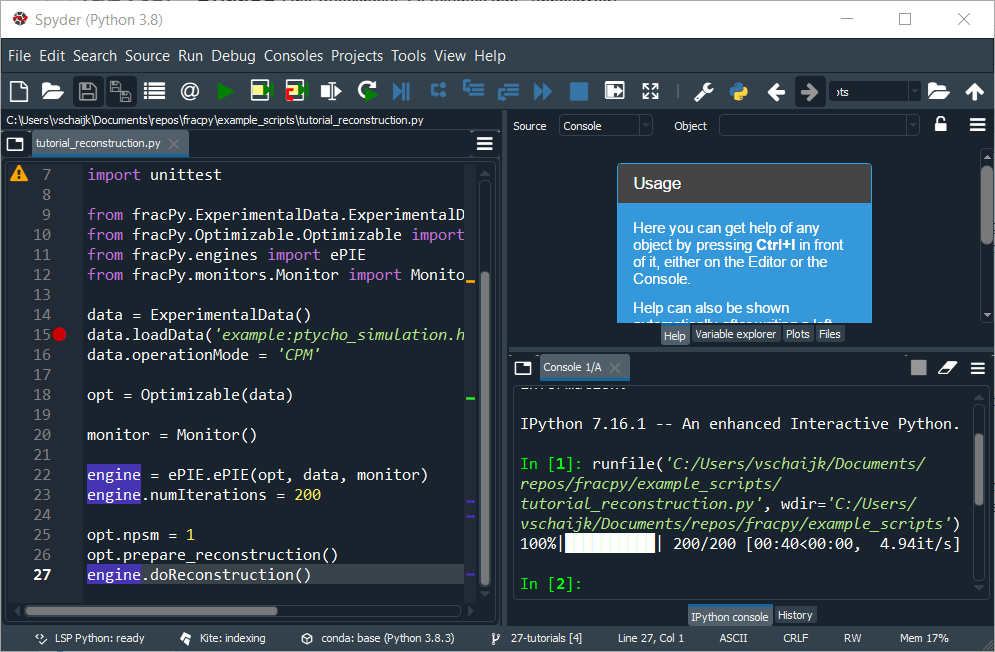 Spyder (Python 3.8)
File Edit Search Source Run Debug Consoles Projects Tools View Help
C:\Users\vschaijk\Documents\repos\fracpy\example_scripts\tutorial_reconstruction.py
tutorial_reconstruction.py
7 import unittest
8
9 from fracPy.ExperimentalData.ExperimentalD
10 from fracPy.Optimizable.Optimizable import
11 from fracPy.engines import ePIE
12 from fracPy.monitors.Monitor import Monito
13
14 data = ExperimentalData()
15 data.loadData('example:ptycho_simulation.h
16 data.operationMode = 'CPM'
17
18 opt = Optimizable(data)
19
20 monitor = Monitor()
21
22 engine = ePIE.ePIE(opt, data, monitor)
23 engine.numIterations = 200
24
25 opt.npsm = 1
26 opt.prepare_reconstruction()
27 engine.doReconstruction()
Source Console Object
Usage
Here you can get help of any
object by pressing Ctrl+I in front
of it, either on the Editor or the
Console.
Help can also be shown
Help Variable explorer Plots Files
Console 1/A
IPython 7.16.1 -- An enhanced Interactive Python.
In [1]: runfile('C:/Users/vschaijk/Documents/
repos/fracpy/example_scripts/
tutorial_reconstruction.py', wdir='C:/Users/
vschaijk/Documents/repos/fracpy/example_scripts')
100%|██████████| 200/200 [00:40<00:00, 4.94it/s]
In [2]:
IPython console History
LSP Python: ready Kite: indexing conda: base (Python 3.8.3) 27-tutorials [4] Line 27, Col 1 ASCII CRLF RW Mem 17%